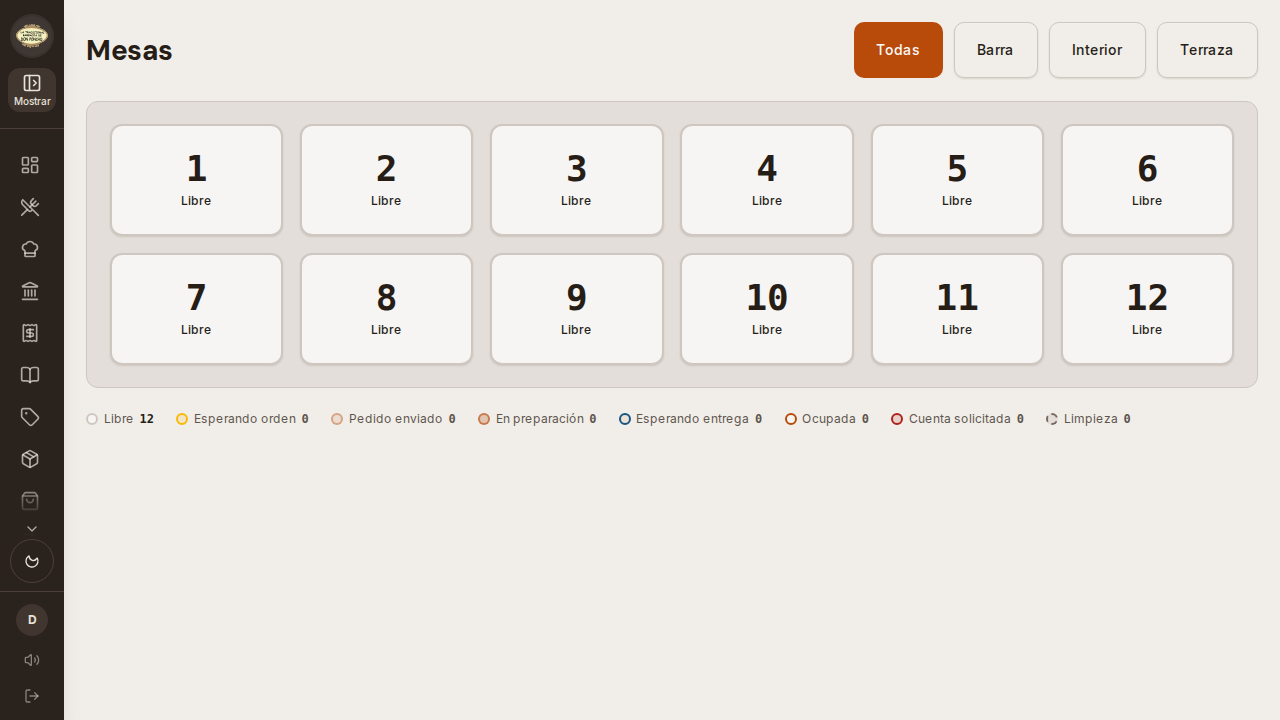 Mesas
Todas
Barra
Interior
Terraza
Mostrar
1
Libre
2
Libre
3
Libre
4
Libre
5
Libre
6
Libre
7
Libre
8
Libre
9
Libre
10
Libre
11
Libre
12
Libre
Libre 12
Esperando orden 0
Pedido enviado 0
En preparación 0
Esperando entrega 0
Ocupada 0
Cuenta solicitada 0
Limpieza 0
D